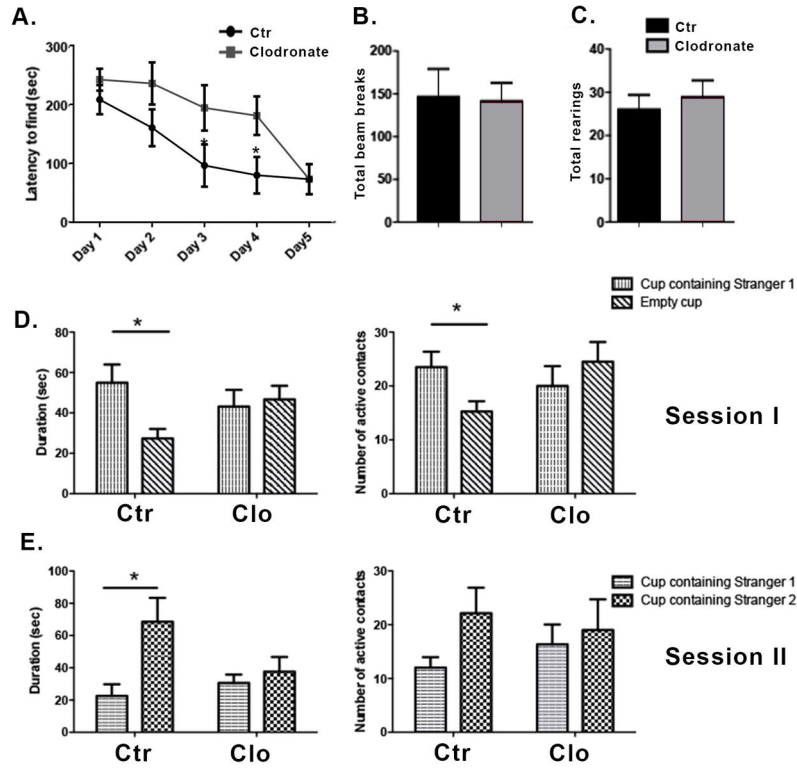 A.
Ctr
Clodronate
Latency to find (sec)
300
200
100
0
*
*
Day 1
Day 2
Day 3
Day 4
Day5
B.
Total beam breaks
200
150
100
50
0
C.
Ctr
Clodronate
Total rearings
40
30
20
10
0
D.
Cup containing Stranger 1
Empty cup
Duration (sec)
80
60
40
20
0
*
Ctr
Clo
Number of active contacts
30
20
10
0
*
Ctr
Clo
Session I
E.
Duration (sec)
100
80
60
40
20
0
*
Ctr
Clo
Number of active contacts
30
20
10
0
Ctr
Clo
Cup containing Stranger 1
Cup containing Stranger 2
Session II